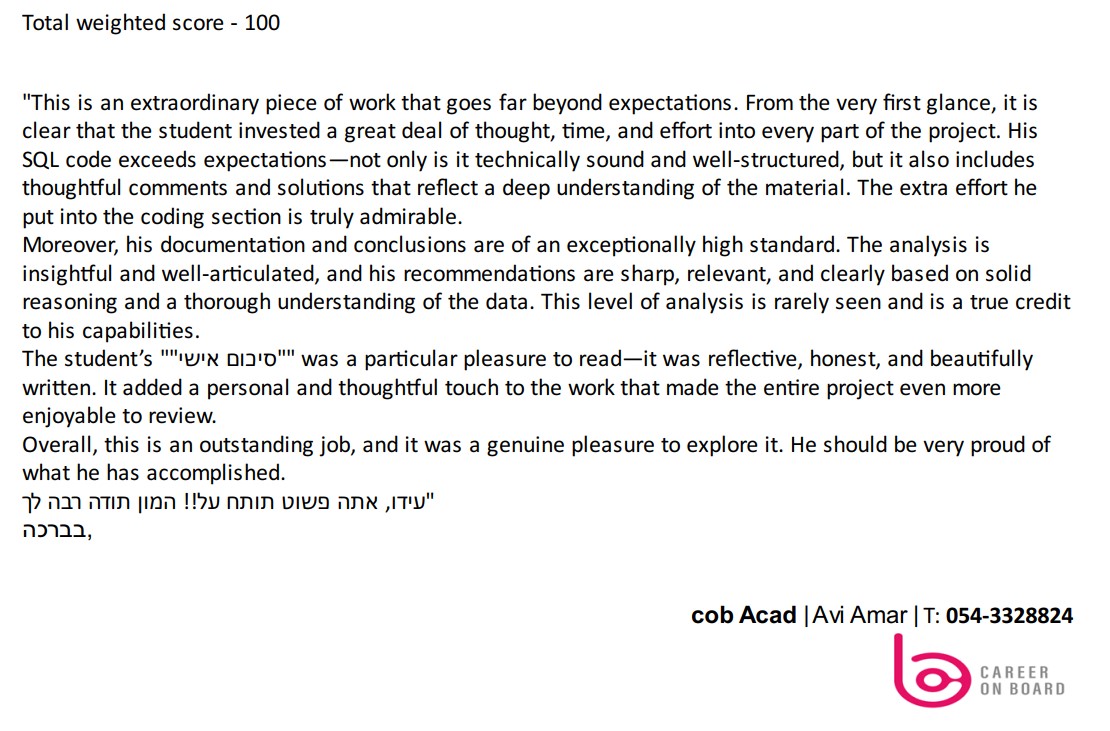 Total weighted score - 100
"This is an extraordinary piece of work that goes far beyond expectations. From the very first glance, it is
clear that the student invested a great deal of thought, time, and effort into every part of the project. His
SQL code exceeds expectations—not only is it technically sound and well-structured, but it also includes
thoughtful comments and solutions that reflect a deep understanding of the material. The extra effort he
put into the coding section is truly admirable.
Moreover, his documentation and conclusions are of an exceptionally high standard. The analysis is
insightful and well-articulated, and his recommendations are sharp, relevant, and clearly based on solid
reasoning and a thorough understanding of the data. This level of analysis is rarely seen and is a true credit
to his capabilities.
The student’s ""סיכום אישי"" was a particular pleasure to read—it was reflective, honest, and beautifully
written. It added a personal and thoughtful touch to the work that made the entire project even more
enjoyable to review.
Overall, this is an outstanding job, and it was a genuine pleasure to explore it. He should be very proud of
what he has accomplished.
עידו, אתה פשוט תותח על!! המון תודה רבה לך"
בברכה,
cob Acad | Avi Amar | T: 054-3328824
CAREER
ON BOARD